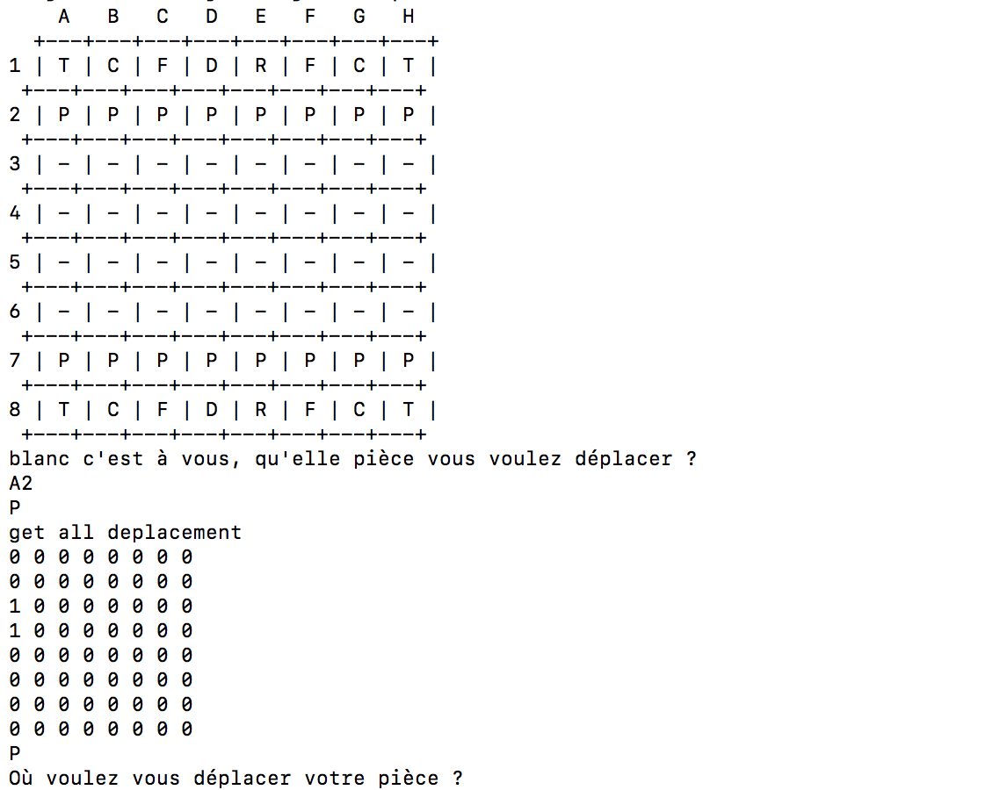 A   B   C   D   E   F   G   H
  +---+---+---+---+---+---+---+---+
1 | T | C | F | D | R | F | C | T |
 +---+---+---+---+---+---+---+---+
2 | P | P | P | P | P | P | P | P |
 +---+---+---+---+---+---+---+---+
3 | - | - | - | - | - | - | - | - |
 +---+---+---+---+---+---+---+---+
4 | - | - | - | - | - | - | - | - |
 +---+---+---+---+---+---+---+---+
5 | - | - | - | - | - | - | - | - |
 +---+---+---+---+---+---+---+---+
6 | - | - | - | - | - | - | - | - |
 +---+---+---+---+---+---+---+---+
7 | P | P | P | P | P | P | P | P |
 +---+---+---+---+---+---+---+---+
8 | T | C | F | D | R | F | C | T |
 +---+---+---+---+---+---+---+---+
blanc c'est à vous, qu'elle pièce vous voulez déplacer ?
A2
P
get all deplacement
0 0 0 0 0 0 0 0
0 0 0 0 0 0 0 0
1 0 0 0 0 0 0 0
1 0 0 0 0 0 0 0
0 0 0 0 0 0 0 0
0 0 0 0 0 0 0 0
0 0 0 0 0 0 0 0
0 0 0 0 0 0 0 0
P
Où voulez vous déplacer votre pièce ?